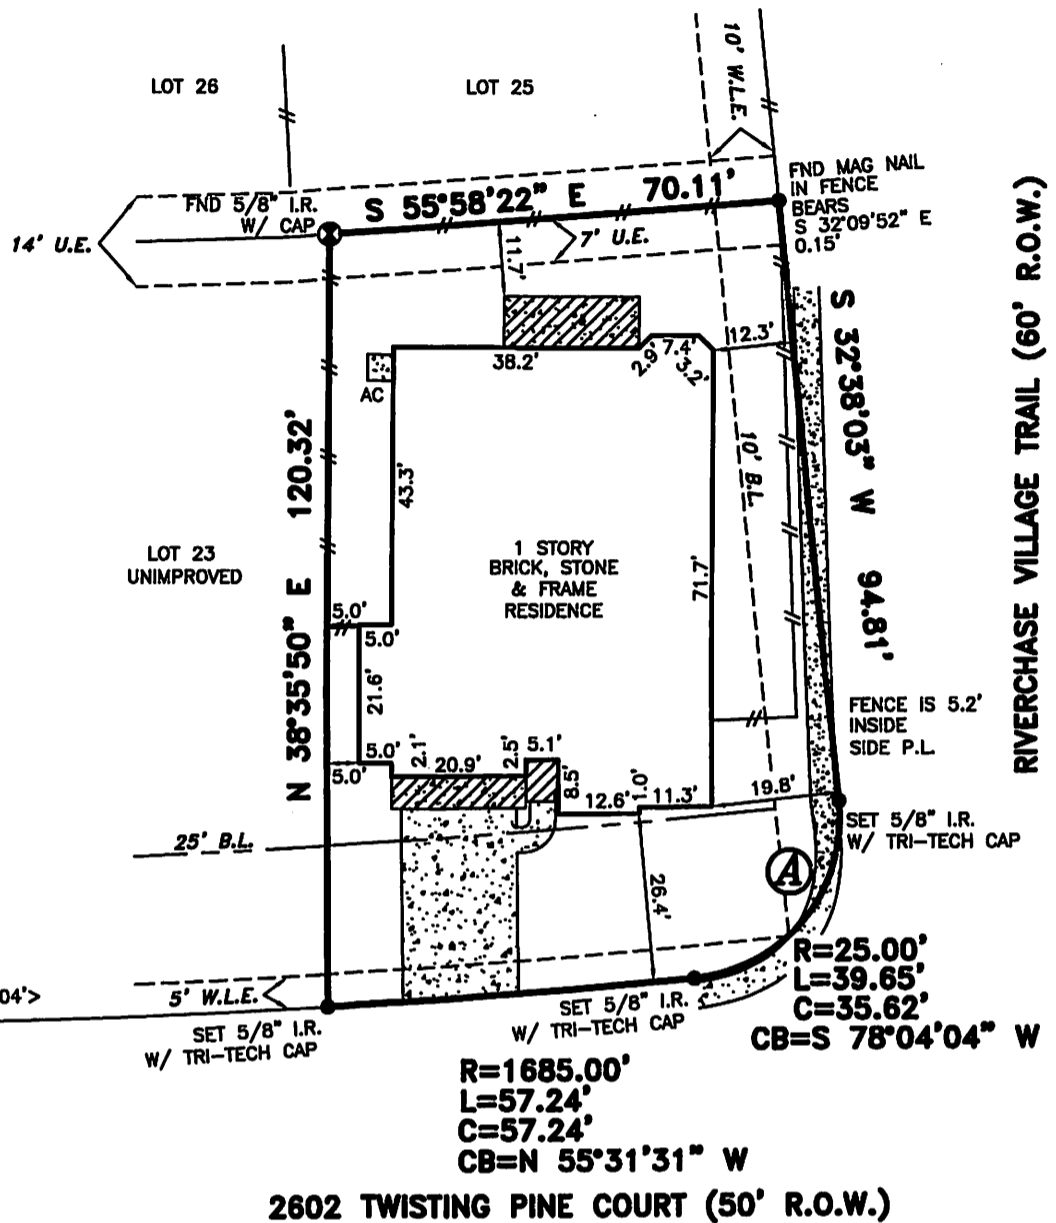 LOT 26
LOT 25
10' W.L.E.
FND MAG NAIL
IN FENCE
BEARS
S 32°09'52" E
0.15'
FND 5/8" I.R.
W/ CAP
S 55°58'22" E 70.11'
14' U.E.
7' U.E.
11.7'
RIVERCHASE VILLAGE TRAIL (60' R.O.W.)
S 32°38'03" W 94.81'
12.3'
38.2'
2.9'
7.4'
3.2'
AC
10' B.L.
43.3'
N 38°35'50" E 120.32'
LOT 23
UNIMPROVED
1 STORY
BRICK, STONE
& FRAME
RESIDENCE
71.7'
5.0'
5.0'
21.6'
FENCE IS 5.2'
INSIDE
SIDE P.L.
5.0'
5.0'
2.1'
20.9'
2.5'
5.1'
8.5'
12.6'
1.0'
11.3'
19.8'
SET 5/8" I.R.
W/ TRI-TECH CAP
25' B.L.
A
26.4'
R=25.00'
L=39.65'
C=35.62'
CB=S 78°04'04" W
04'>
5' W.L.E.
SET 5/8" I.R.
W/ TRI-TECH CAP
SET 5/8" I.R.
W/ TRI-TECH CAP
R=1685.00'
L=57.24'
C=57.24'
CB=N 55°31'31" W
2602 TWISTING PINE COURT (50' R.O.W.)